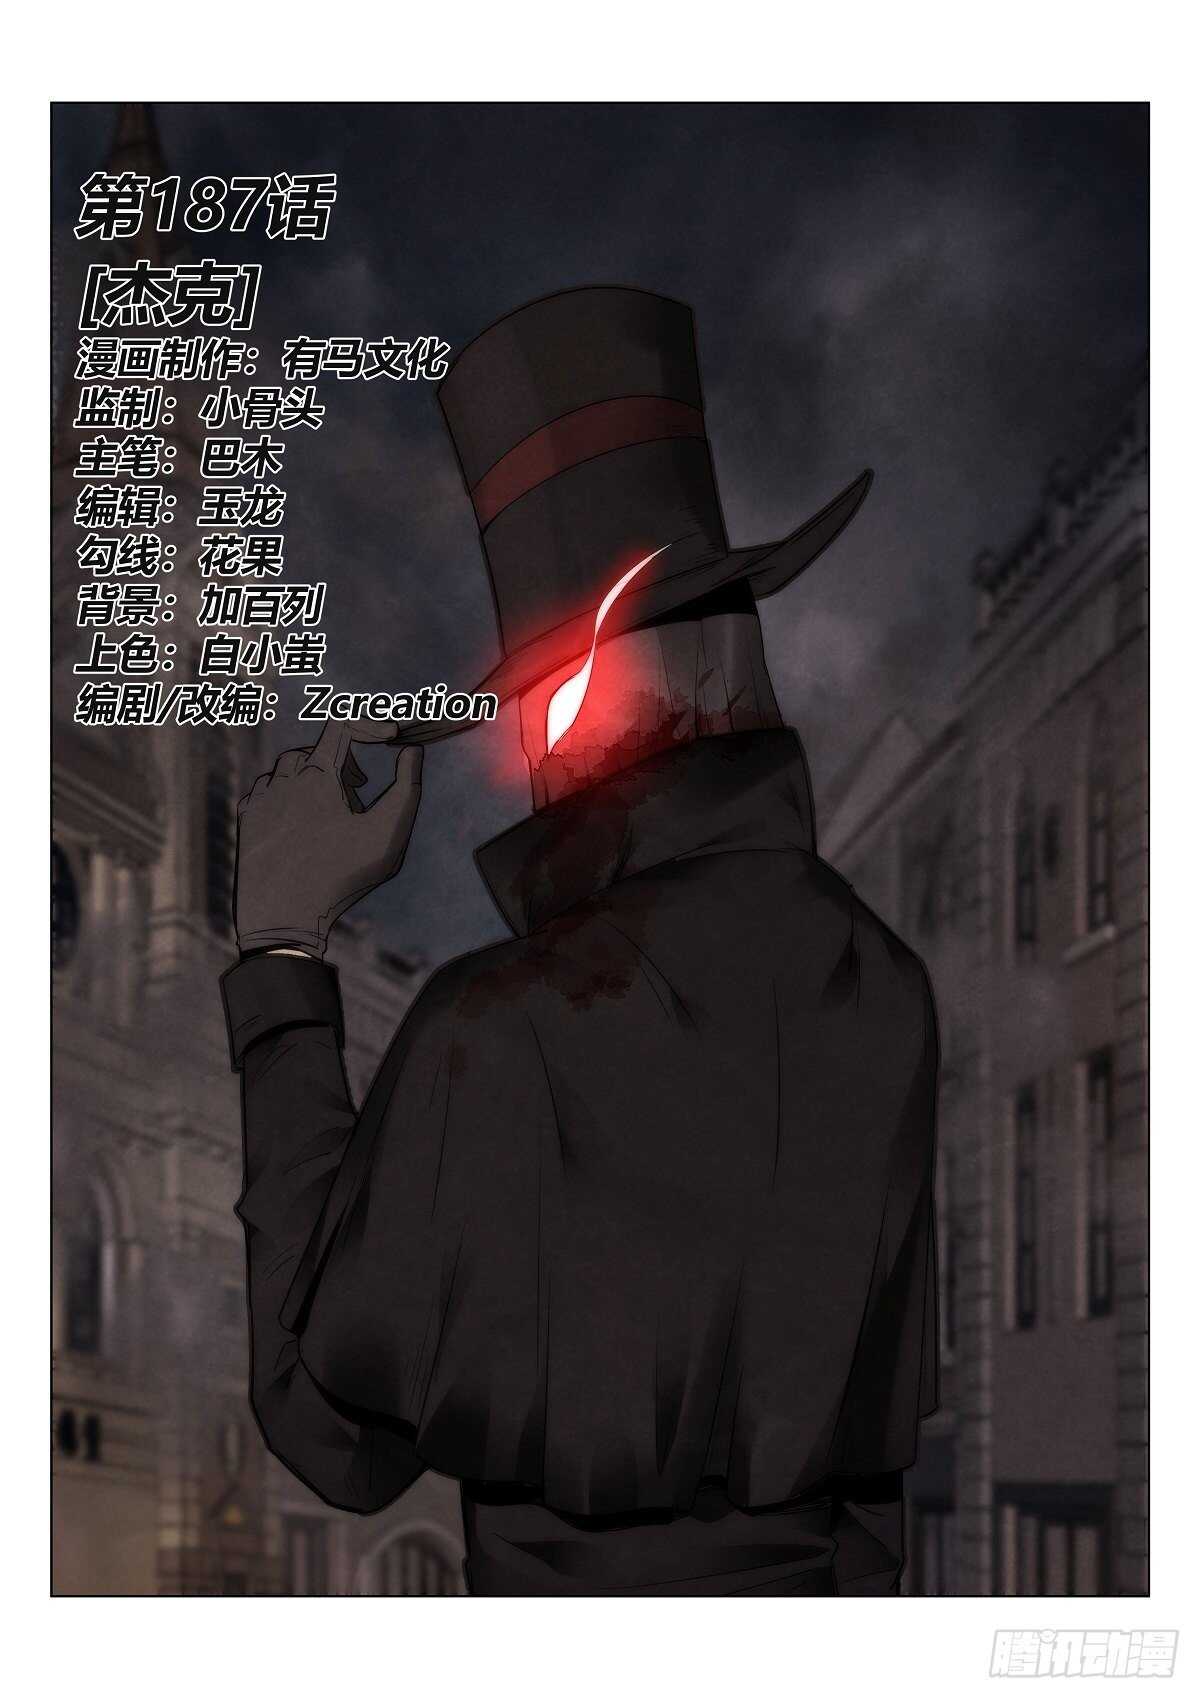 第187话
[杰克]
漫画制作：有马文化
监制：小骨头
主笔：巴木
编辑：玉龙
勾线：花果
背景：加百列
上色：白小蚩
编剧/改编：Zcreation
腾讯动漫